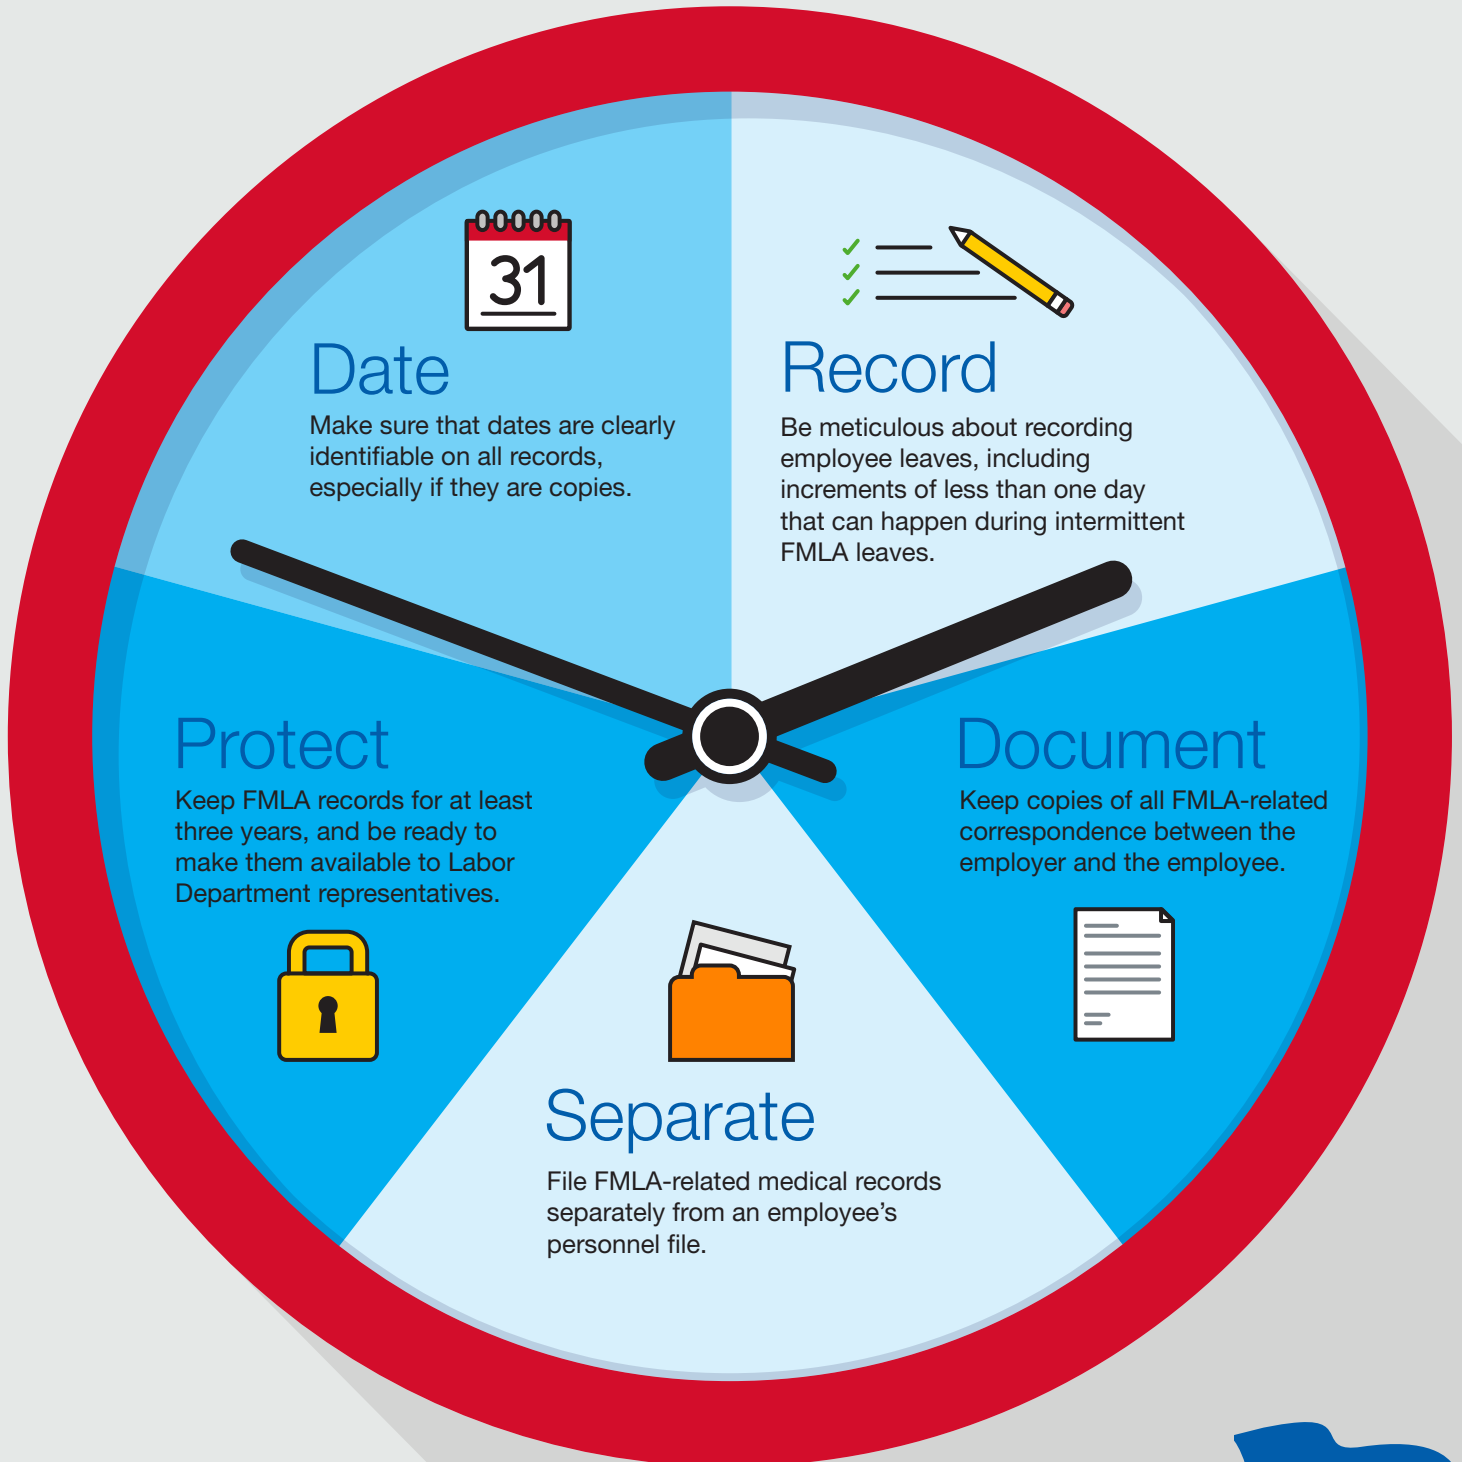 31
Date
Make sure that dates are clearly
identifiable on all records,
especially if they are copies.
Record
Be meticulous about recording
employee leaves, including
increments of less than one day
that can happen during intermittent
FMLA leaves.
Protect
Keep FMLA records for at least
three years, and be ready to
make them available to Labor
Department representatives.
Document
Keep copies of all FMLA-related
correspondence between the
employer and the employee.
Separate
File FMLA-related medical records
separately from an employee’s
personnel file.